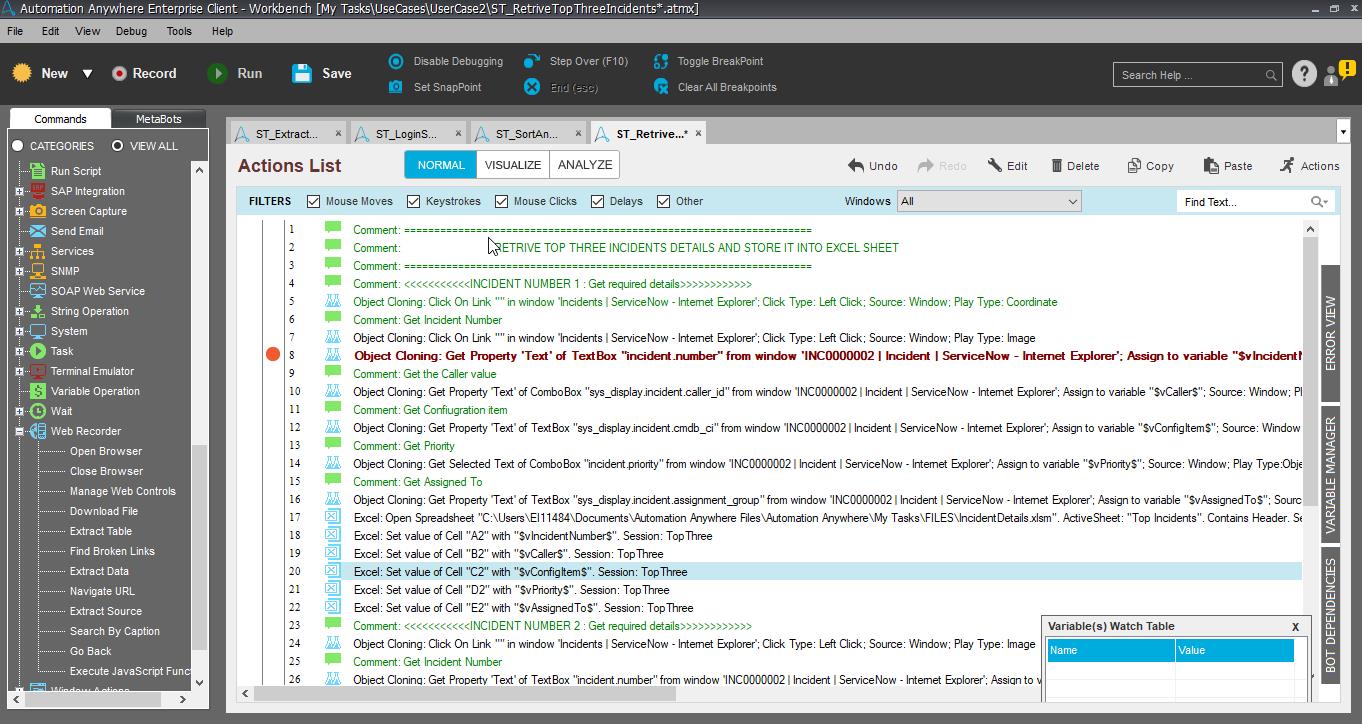 Automation Anywhere Enterprise Client - Workbench [My Tasks\UseCases\UserCase2\ST_RetriveTopThreeIncidents*.atmx]
File Edit View Debug Tools Help
New Record Run Save
Disable Debugging Step Over (F10) Toggle BreakPoint
Set SnapPoint End (esc) Clear All Breakpoints
Search Help ...
Commands MetaBots
CATEGORIES VIEW ALL
Run Script
SAP Integration
Screen Capture
Send Email
Services
SNMP
SOAP Web Service
String Operation
System
Task
Terminal Emulator
Variable Operation
Wait
Web Recorder
Open Browser
Close Browser
Manage Web Controls
Download File
Extract Table
Find Broken Links
Extract Data
Navigate URL
Extract Source
Search By Caption
Go Back
Execute JavaScript Func
Window Actions
ST_Extract... ST_LoginS... ST_SortAn... ST_Retrive...*
Actions List NORMAL VISUALIZE ANALYZE Undo Redo Edit Delete Copy Paste Actions
FILTERS Mouse Moves Keystrokes Mouse Clicks Delays Other Windows All Find Text...
1 Comment: ====================================================================
2 Comment: RETRIVE TOP THREE INCIDENTS DETAILS AND STORE IT INTO EXCEL SHEET
3 Comment: ====================================================================
4 Comment: <<<<<<<<<<<INCIDENT NUMBER 1 : Get required details>>>>>>>>>>>>
5 Object Cloning: Click On Link "" in window 'Incidents | ServiceNow - Internet Explorer'; Click Type: Left Click; Source: Window; Play Type: Coordinate
6 Comment: Get Incident Number
7 Object Cloning: Click On Link "" in window 'Incidents | ServiceNow - Internet Explorer'; Click Type: Left Click; Source: Window; Play Type: Image
8 Object Cloning: Get Property 'Text' of TextBox "incident.number" from window 'INC0000002 | Incident | ServiceNow - Internet Explorer'; Assign to variable "$vIncidentN
9 Comment: Get the Caller value
10 Object Cloning: Get Property 'Text' of ComboBox "sys_display.incident.caller_id" from window 'INC0000002 | Incident | ServiceNow - Internet Explorer'; Assign to variable "$vCaller$"; Source: Window; Pl
11 Comment: Get Confiugration item
12 Object Cloning: Get Property 'Text' of TextBox "sys_display.incident.cmdb_ci" from window 'INC0000002 | Incident | ServiceNow - Internet Explorer'; Assign to variable "$vConfigItem$"; Source: Window
13 Comment: Get Priority
14 Object Cloning: Get Selected Text of ComboBox "incident.priority" from window 'INC0000002 | Incident | ServiceNow - Internet Explorer'; Assign to variable "$vPriority$"; Source: Window; Play Type:Obje
15 Comment: Get Assigned To
16 Object Cloning: Get Property 'Text' of TextBox "sys_display.incident.assignment_group" from window 'INC0000002 | Incident | ServiceNow - Internet Explorer'; Assign to variable "$vAssignedTo$"; Sourc
17 Excel: Open Spreadsheet "C:\Users\EI11484\Documents\Automation Anywhere Files\Automation Anywhere\My Tasks\FILES\IncidentDetails.xlsm". ActiveSheet: "Top Incidents". Contains Header. Se
18 Excel: Set value of Cell "A2" with "$vIncidentNumber$". Session: TopThree
19 Excel: Set value of Cell "B2" with "$vCaller$". Session: TopThree
20 Excel: Set value of Cell "C2" with "$vConfigItem$". Session: TopThree
21 Excel: Set value of Cell "D2" with "$vPriority$". Session: TopThree
22 Excel: Set value of Cell "E2" with "$vAssignedTo$". Session: TopThree
23 Comment: <<<<<<<<<<<INCIDENT NUMBER 2 : Get required details>>>>>>>>>>>>
24 Object Cloning: Click On Link "" in window 'Incidents | ServiceNow - Internet Explorer'; Click Type: Left Click; Source: Window; Play Type: Image
25 Comment: Get Incident Number
26 Object Cloning: Get Property 'Text' of TextBox "incident.number" from window 'INC0000002 | Incident | ServiceNow - Internet Explorer'; Assign to v
Variable(s) Watch Table X
Name Value
ERROR VIEW
VARIABLE MANAGER
BOT DEPENDENCIES